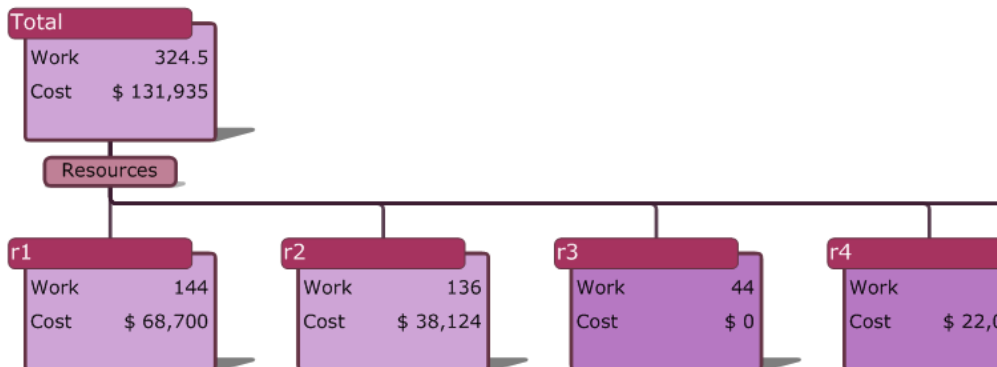 Total
Work 324.5
Cost $ 131,935
Resources
r1 r2 r3 r4
Work 144 Work 136 Work 44 Work
Cost $ 68,700 Cost $ 38,124 Cost $ 0 Cost $ 22,